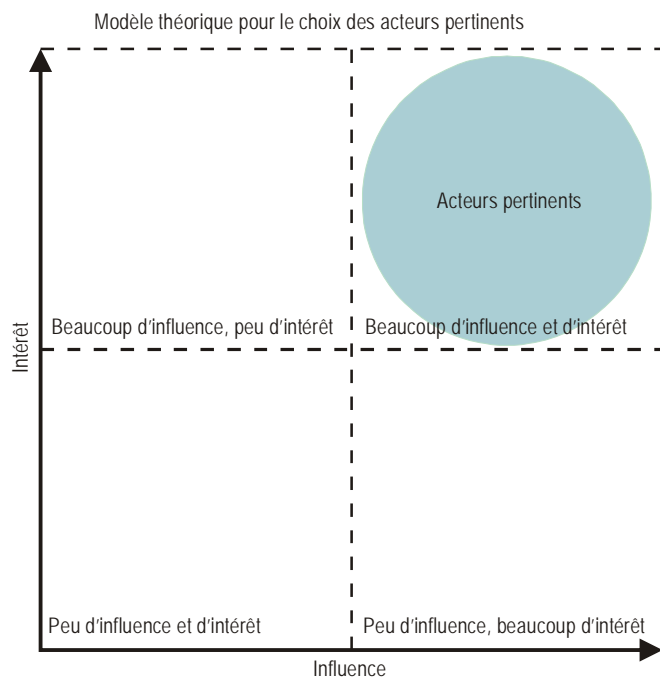 Modèle théorique pour le choix des acteurs pertinents
Acteurs pertinents
Beaucoup d'influence, peu d'intérêt
Beaucoup d'influence et d'intérêt
Intérêt
Peu d'influence et d'intérêt
Peu d'influence, beaucoup d'intérêt
Influence